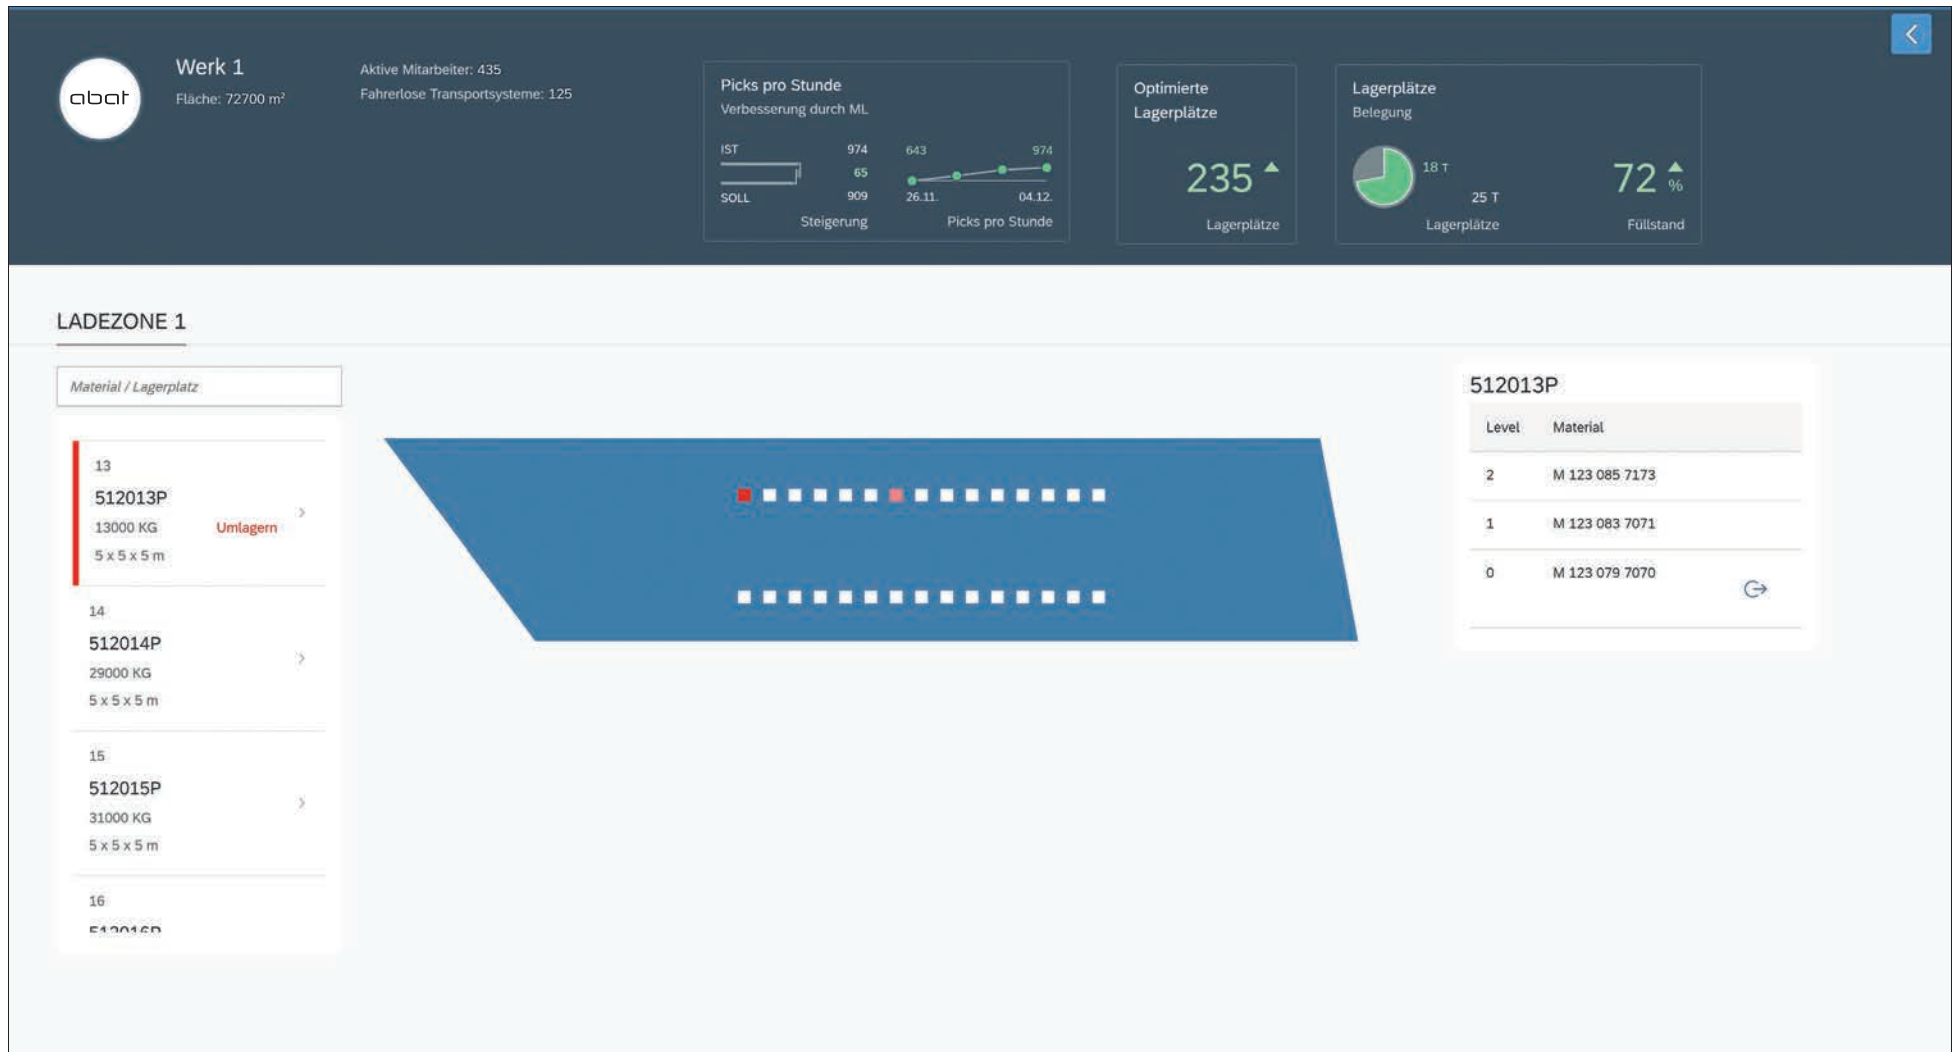 abat
Werk 1
Fläche: 72700 m²
Aktive Mitarbeiter: 435
Fahrerlose Transportsysteme: 125
Picks pro Stunde
Verbesserung durch ML
IST 974
65
SOLL 909
Steigerung
643 974
26.11. 04.12.
Picks pro Stunde
Optimierte
Lagerplätze
235
Lagerplätze
Lagerplätze
Belegung
18 T
25 T
Lagerplätze
72 %
Füllstand
LADEZONE 1
Material / Lagerplatz
13
512013P
13000 KG Umlagern
5 x 5 x 5 m
14
512014P
29000 KG
5 x 5 x 5 m
15
512015P
31000 KG
5 x 5 x 5 m
16
512016P
512013P
Level Material
2 M 123 085 7173
1 M 123 083 7071
0 M 123 079 7070